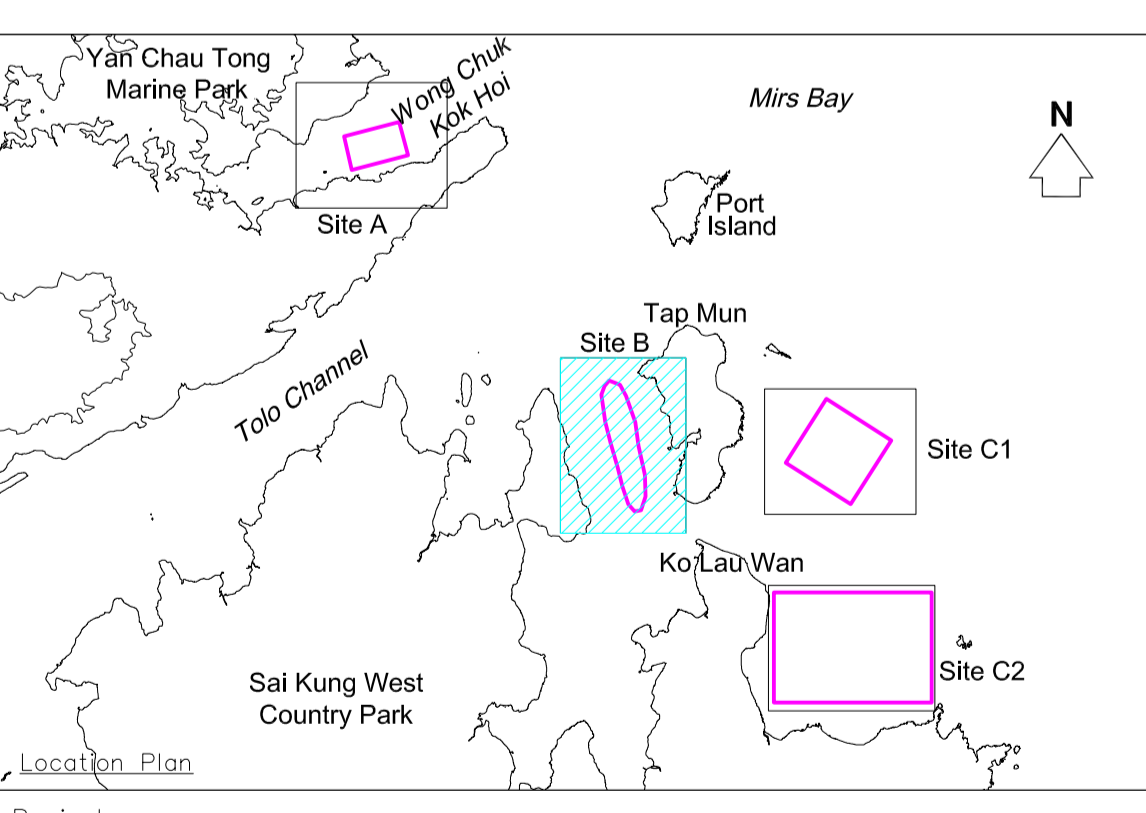 Yan Chau Tong
Marine Park
Wong Chuk
Kok Hoi
Mirs Bay
N
Site A
Port
Island
Tap Mun
Site B
Tolo Channel
Site C1
Ko Lau Wan
Site C2
Sai Kung West
Country Park
Location Plan